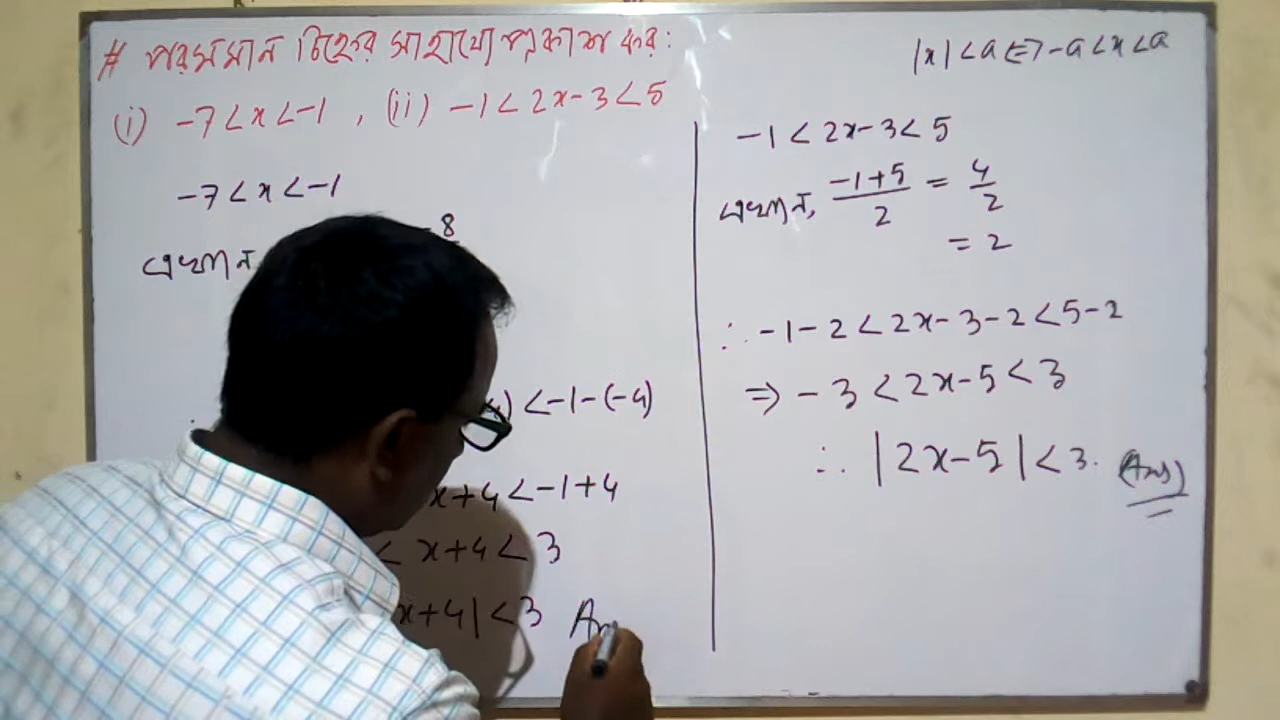 # পরমমান চিহ্নের সাহায্যে প্রকাশ কর:
(i) -7<x<-1, (ii) -1<2x-3<5
-7<x<-1
এখানে,
-8
) <-1-(-4)
x+4<-1+4
< x+4<3
x+4|<3 An
|x|<a⇔-a<x<a
-1<2x-3<5
এখানে, \frac{-1+5}{2} = \frac{4}{2}
= 2
∴ -1-2<2x-3-2<5-2
⇒ -3<2x-5<3
∴ |2x-5|<3. (Ans)